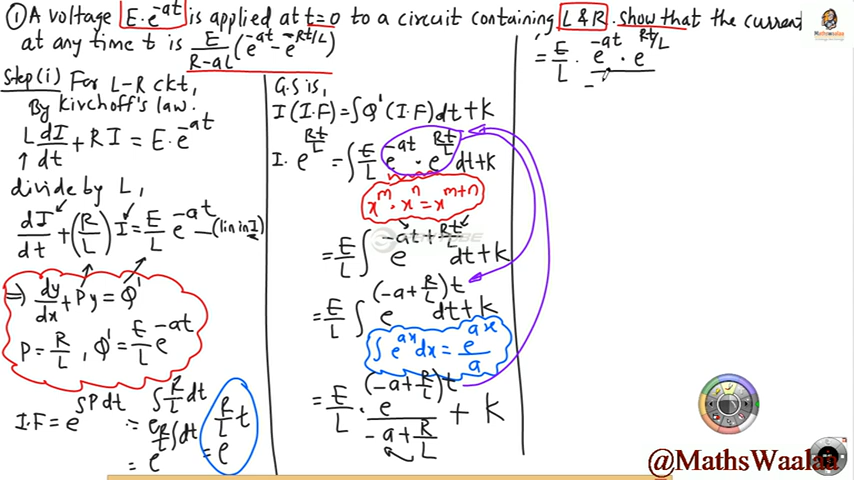 ① A voltage E·e^-at is applied at t=0 to a circuit containing L & R. show that the current
at any time t is E/(R-aL) (e^-at - e^-Rt/L)
Step(i) For L-R ckt,
By Kirchoff's law.
L dI/dt + RI = E·e^-at
divide by L,
dI/dt + (R/L) I = E/L e^-at — (lin in I)
⇒ dy/dx + Py = Q'
P = R/L , Q' = E/L e^-at
I.F = e^∫P dt = e^∫R/L dt
= e^R/L ∫dt = e^R/L t
G.S is,
I (I.F) = ∫Q' (I.F) dt + K
I · e^Rt/L = ∫ E/L e^-at · e^Rt/L dt + K
x^m · x^n = x^m+n
= E/L ∫ e^-at + Rt/L dt + K
= E/L ∫ e^(-a+R/L)t dt + K
∫ e^ax dx = e^ax/a
= E/L · e^(-a+R/L)t / (-a+R/L) + K
= E/L · e^-at · e^Rt/L
-
MathsWaalaa
@MathsWaalaa